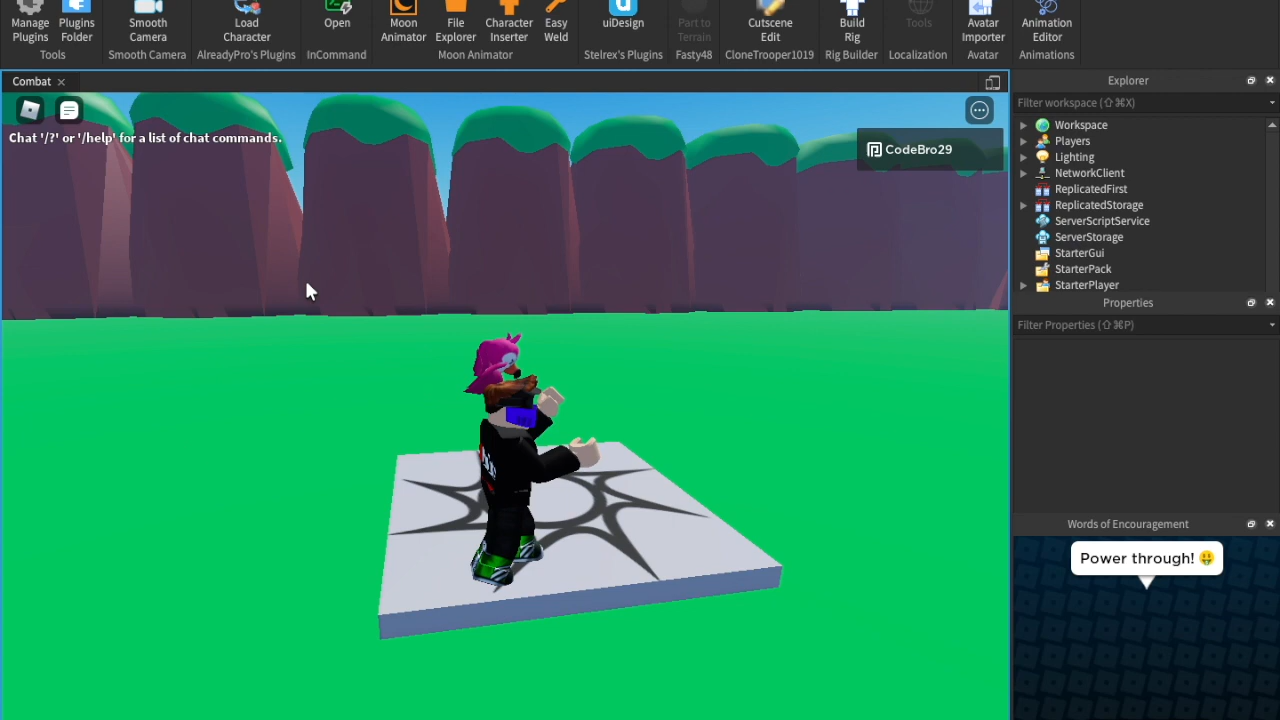 Manage Plugins
Plugins Folder
Smooth Camera
Load Character
Open
Moon Animator
File Explorer
Character Inserter
Easy Weld
uiDesign
Part to Terrain
Cutscene Edit
Build Rig
Tools
Avatar Importer
Animation Editor
Tools
Smooth Camera
AlreadyPro's Plugins
InCommand
Moon Animator
Stelrex's Plugins
Fasty48
CloneTrooper1019
Rig Builder
Localization
Avatar
Animations
Combat
Chat '/?' or '/help' for a list of chat commands.
CodeBro29
Explorer
Filter workspace (⇧⌘X)
Workspace
Players
Lighting
NetworkClient
ReplicatedFirst
ReplicatedStorage
ServerScriptService
ServerStorage
StarterGui
StarterPack
StarterPlayer
Properties
Filter Properties (⇧⌘P)
Words of Encouragement
Power through! 🤑